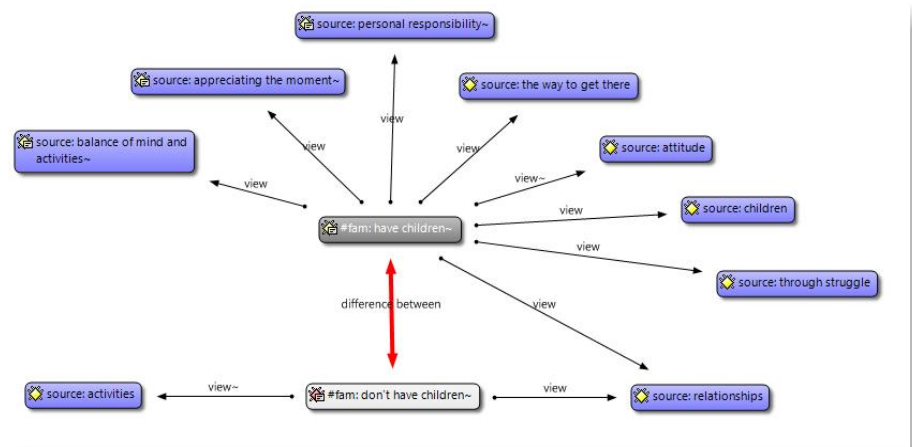 source: personal responsibility~
source: appreciating the moment~
source: the way to get there
view
source: balance of mind and
activities~
view
view
source: attitude
view~
view
view
source: children
#fam: have children~
view
source: through struggle
difference between
view
source: activities
view~
#fam: don't have children~
view
source: relationships